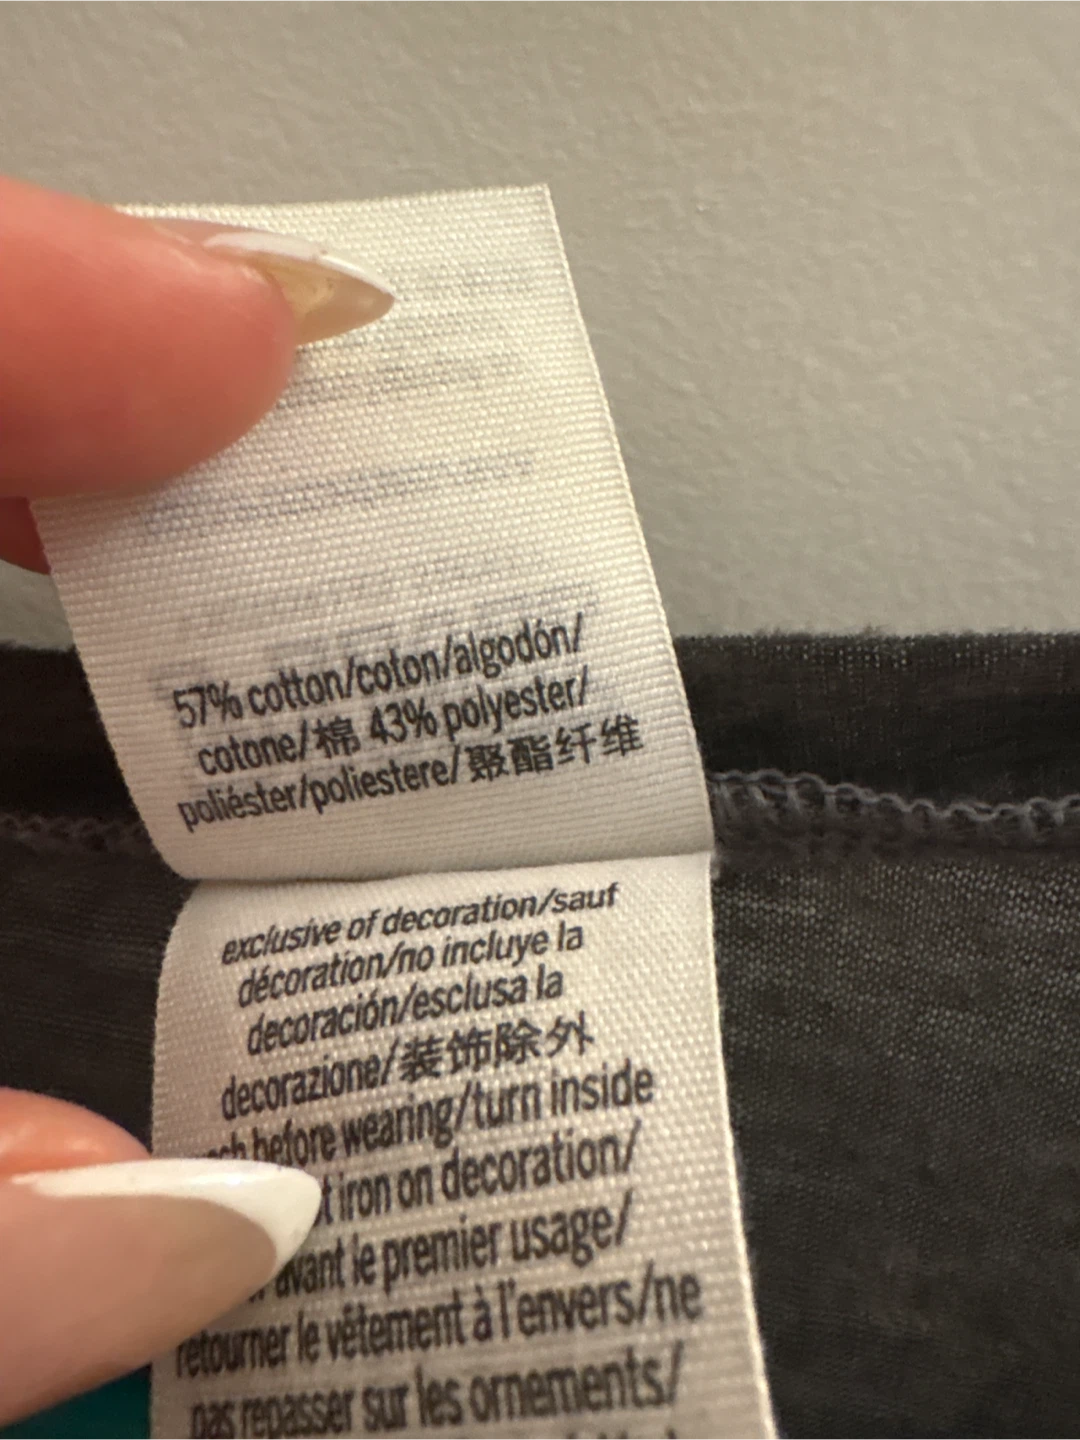 57% cotton/coton/algodón/
cotone/棉 43% polyester/
poliéster/poliestere/聚酯纤维
exclusive of decoration/sauf
décoration/no incluye la
decoración/esclusa la
decorazione/装饰除外
before wearing/turn inside
iron on decoration/
avant le premier usage/
retourner le vêtement à l'envers/ne
pas repasser sur les ornements/